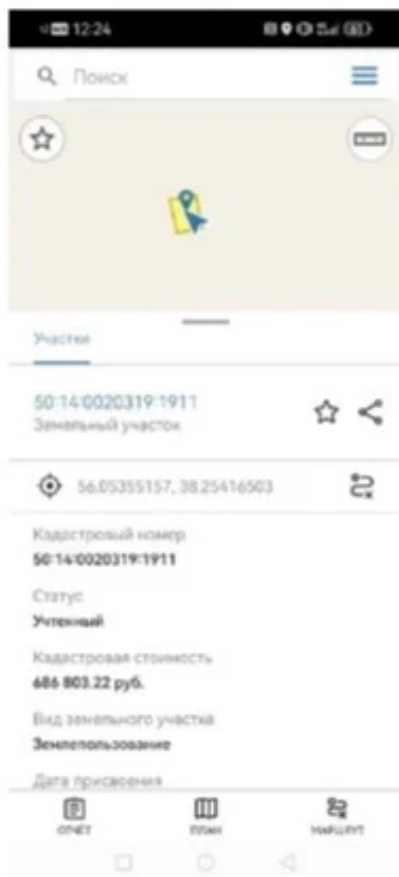 12:24
Поиск
Участки
50:14:0020319:1911
Земельный участок
56.05355157, 38.25416503
Кадастровый номер
50:14:0020319:1911
Статус
Учтенный
Кадастровая стоимость
686 803.22 руб.
Вид земельного участка
Землепользование
Дата присвоения
ОТЧЁТ ПЛАН МАРШРУТ